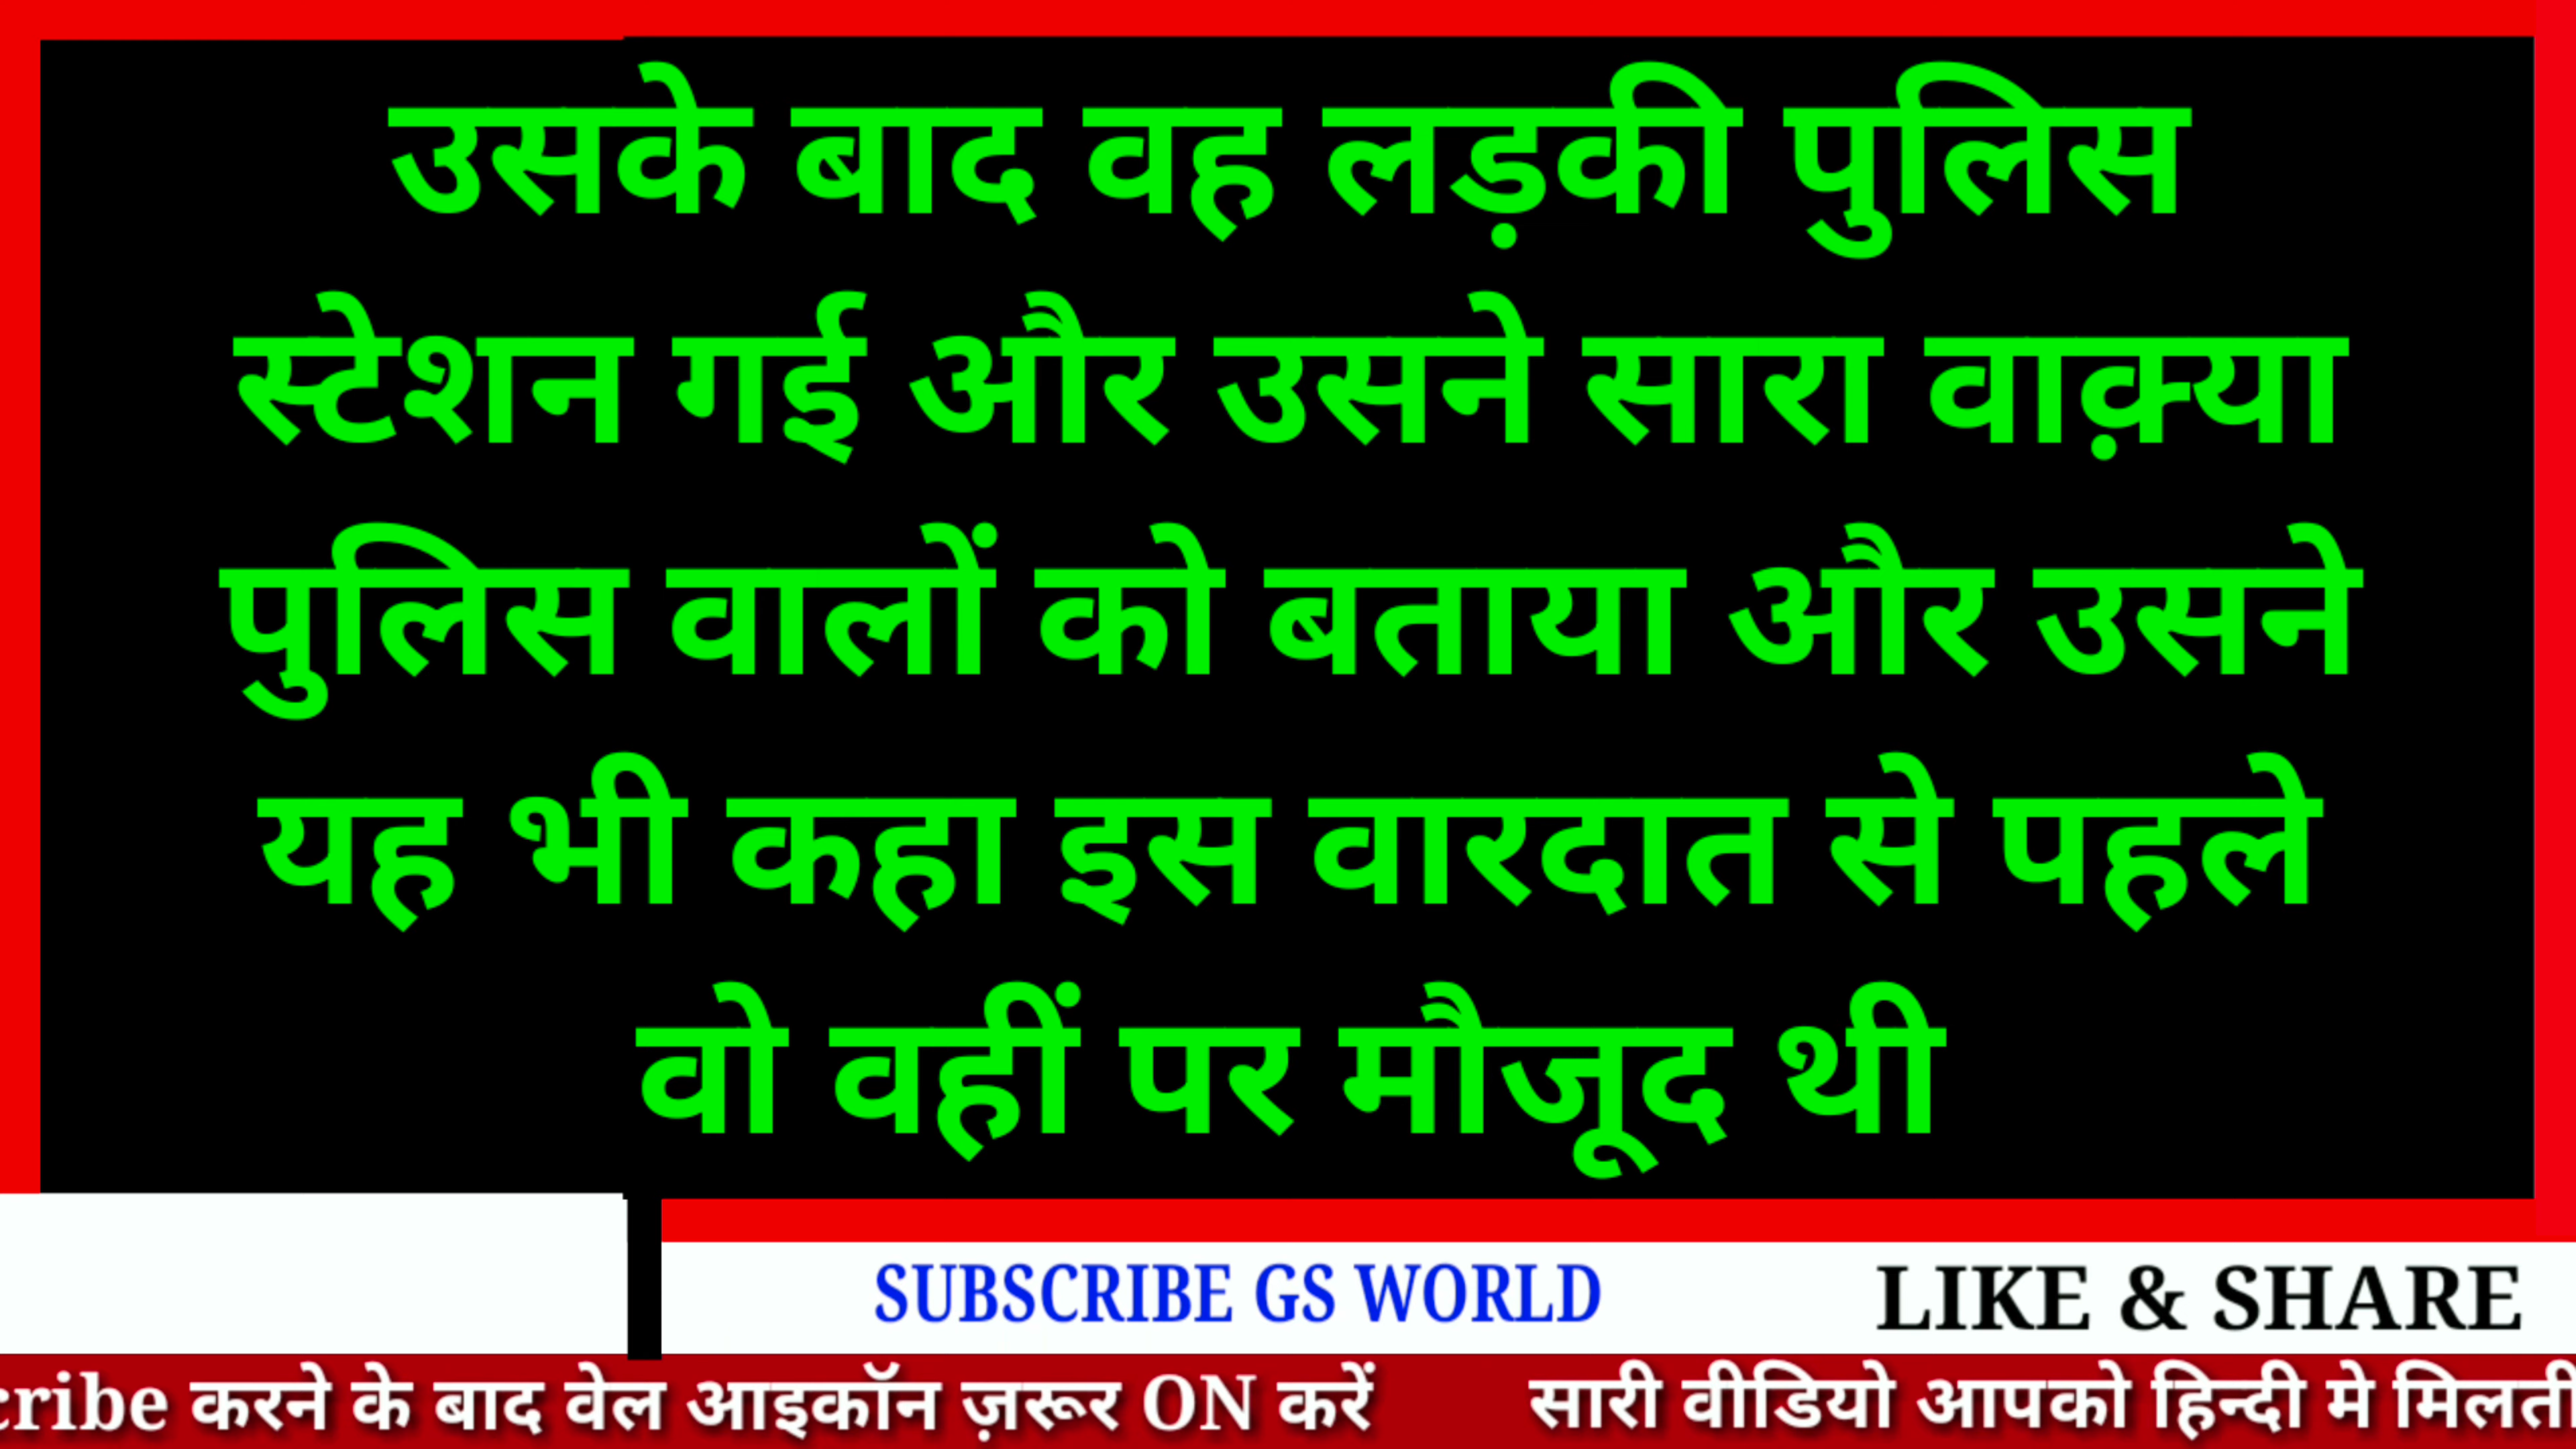 उसके बाद वह लड़की पुलिस
स्टेशन गई और उसने सारा वाक़्या
पुलिस वालों को बताया और उसने
यह भी कहा इस वारदात से पहले
वो वहीं पर मौजूद थी
SUBSCRIBE GS WORLD LIKE & SHARE
cribe करने के बाद वेल आइकॉन ज़रूर ON करें सारी वीडियो आपको हिन्दी मे मिलती